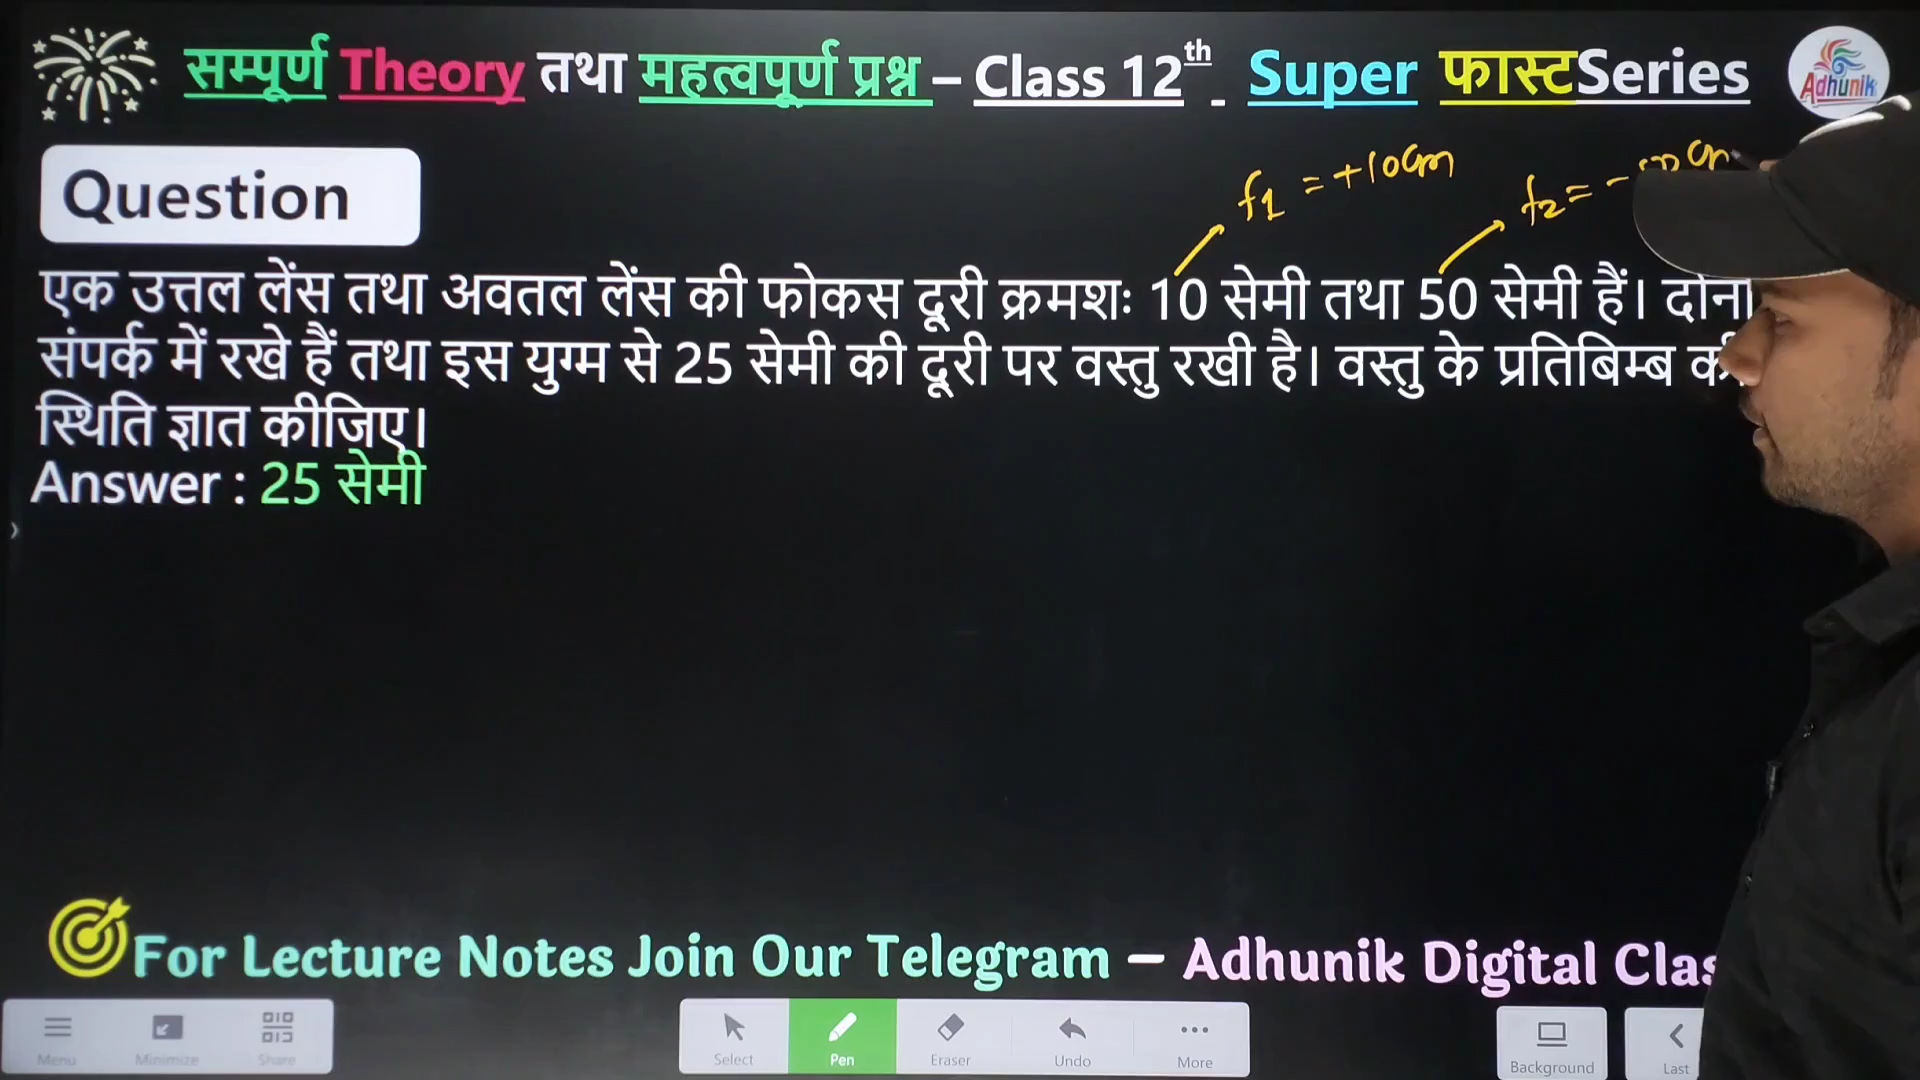 सम्पूर्ण Theory तथा महत्वपूर्ण प्रश्न – Class 12th - Super फास्टSeries
Adhunik
Question
f1 = +10cm
f2 = -
एक उत्तल लेंस तथा अवतल लेंस की फोकस दूरी क्रमशः 10 सेमी तथा 50 सेमी हैं। दोनों
संपर्क में रखे हैं तथा इस युग्म से 25 सेमी की दूरी पर वस्तु रखी है। वस्तु के प्रतिबिम्ब की
स्थिति ज्ञात कीजिए।
Answer : 25 सेमी
For Lecture Notes Join Our Telegram – Adhunik Digital
Menu Minimize Share Select Pen Eraser Undo More Background Last